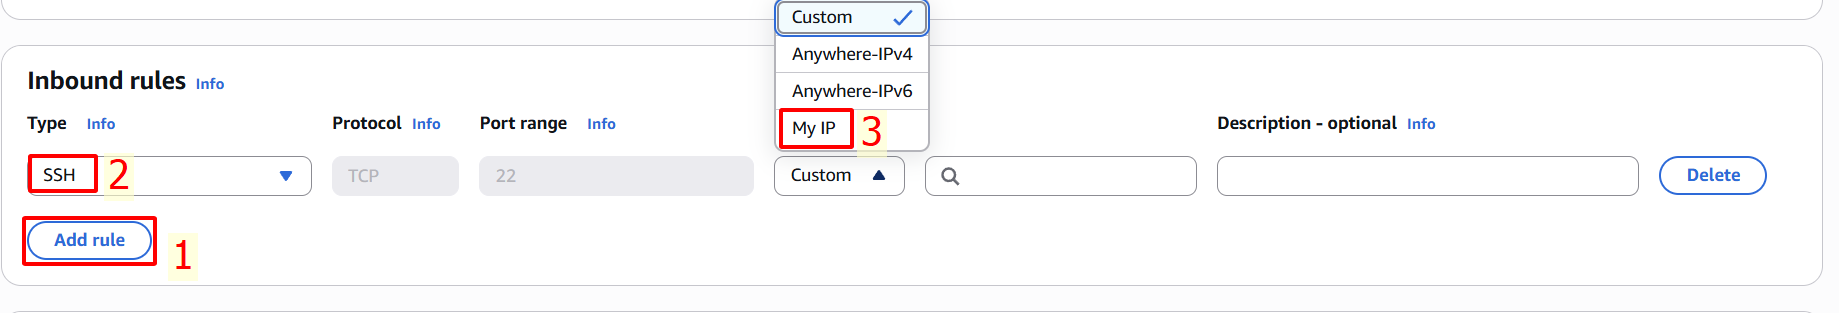 Custom
Anywhere-IPv4
Anywhere-IPv6
My IP
3
Inbound rules Info
Type Info Protocol Info Port range Info Description - optional Info
SSH 2 TCP 22 Custom Delete
Add rule 1